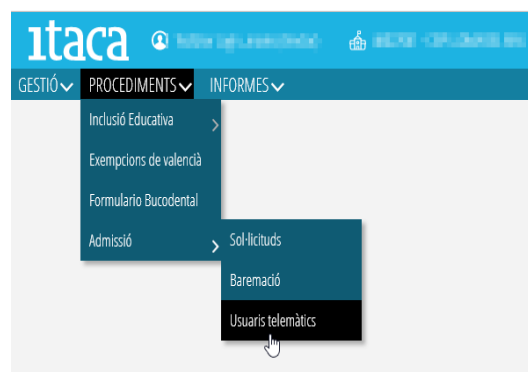 itaca
GESTIÓ PROCEDIMENTS INFORMES
Inclusió Educativa
Exempcions de valencià
Formulario Bucodental
Admissió
Sol·licituds
Baremació
Usuaris telemàtics